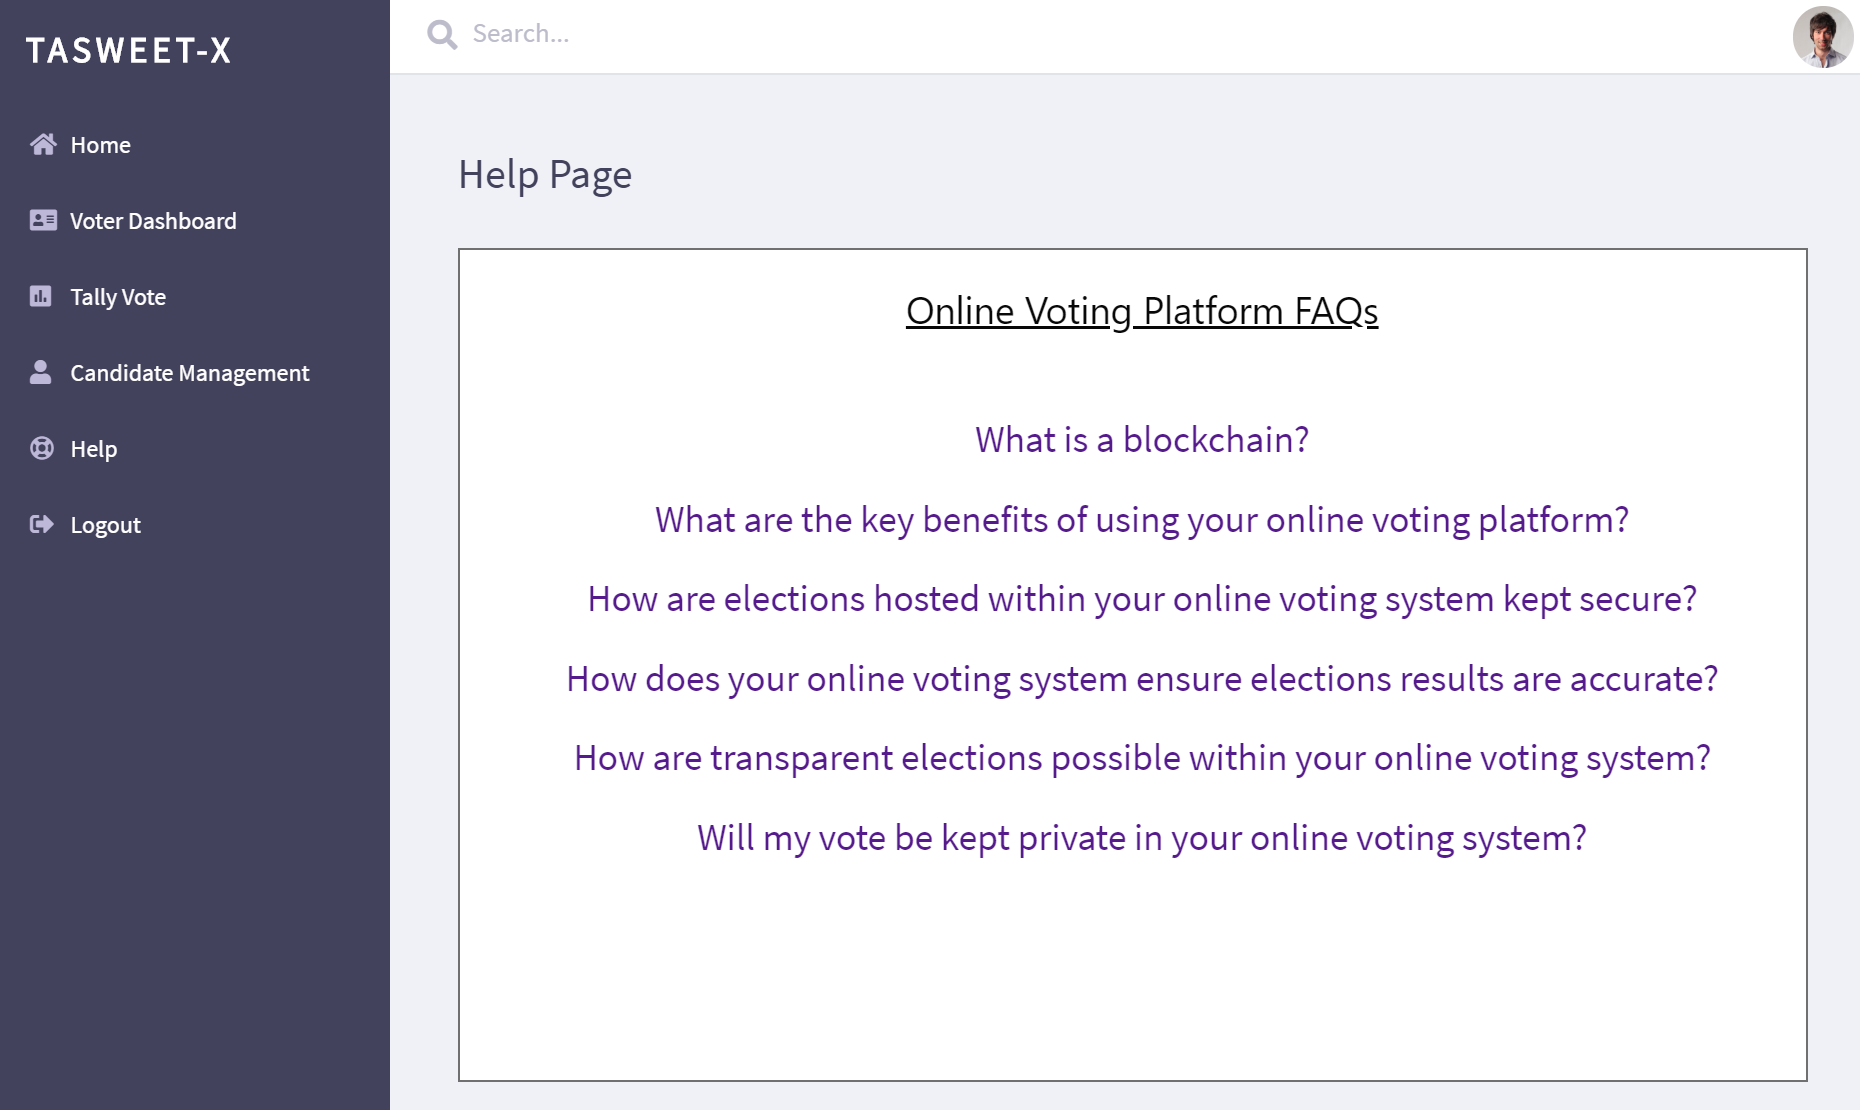 TASWEET-X
Search...
Home
Voter Dashboard
Tally Vote
Candidate Management
Help
Logout
Help Page
Online Voting Platform FAQs
What is a blockchain?
What are the key benefits of using your online voting platform?
How are elections hosted within your online voting system kept secure?
How does your online voting system ensure elections results are accurate?
How are transparent elections possible within your online voting system?
Will my vote be kept private in your online voting system?